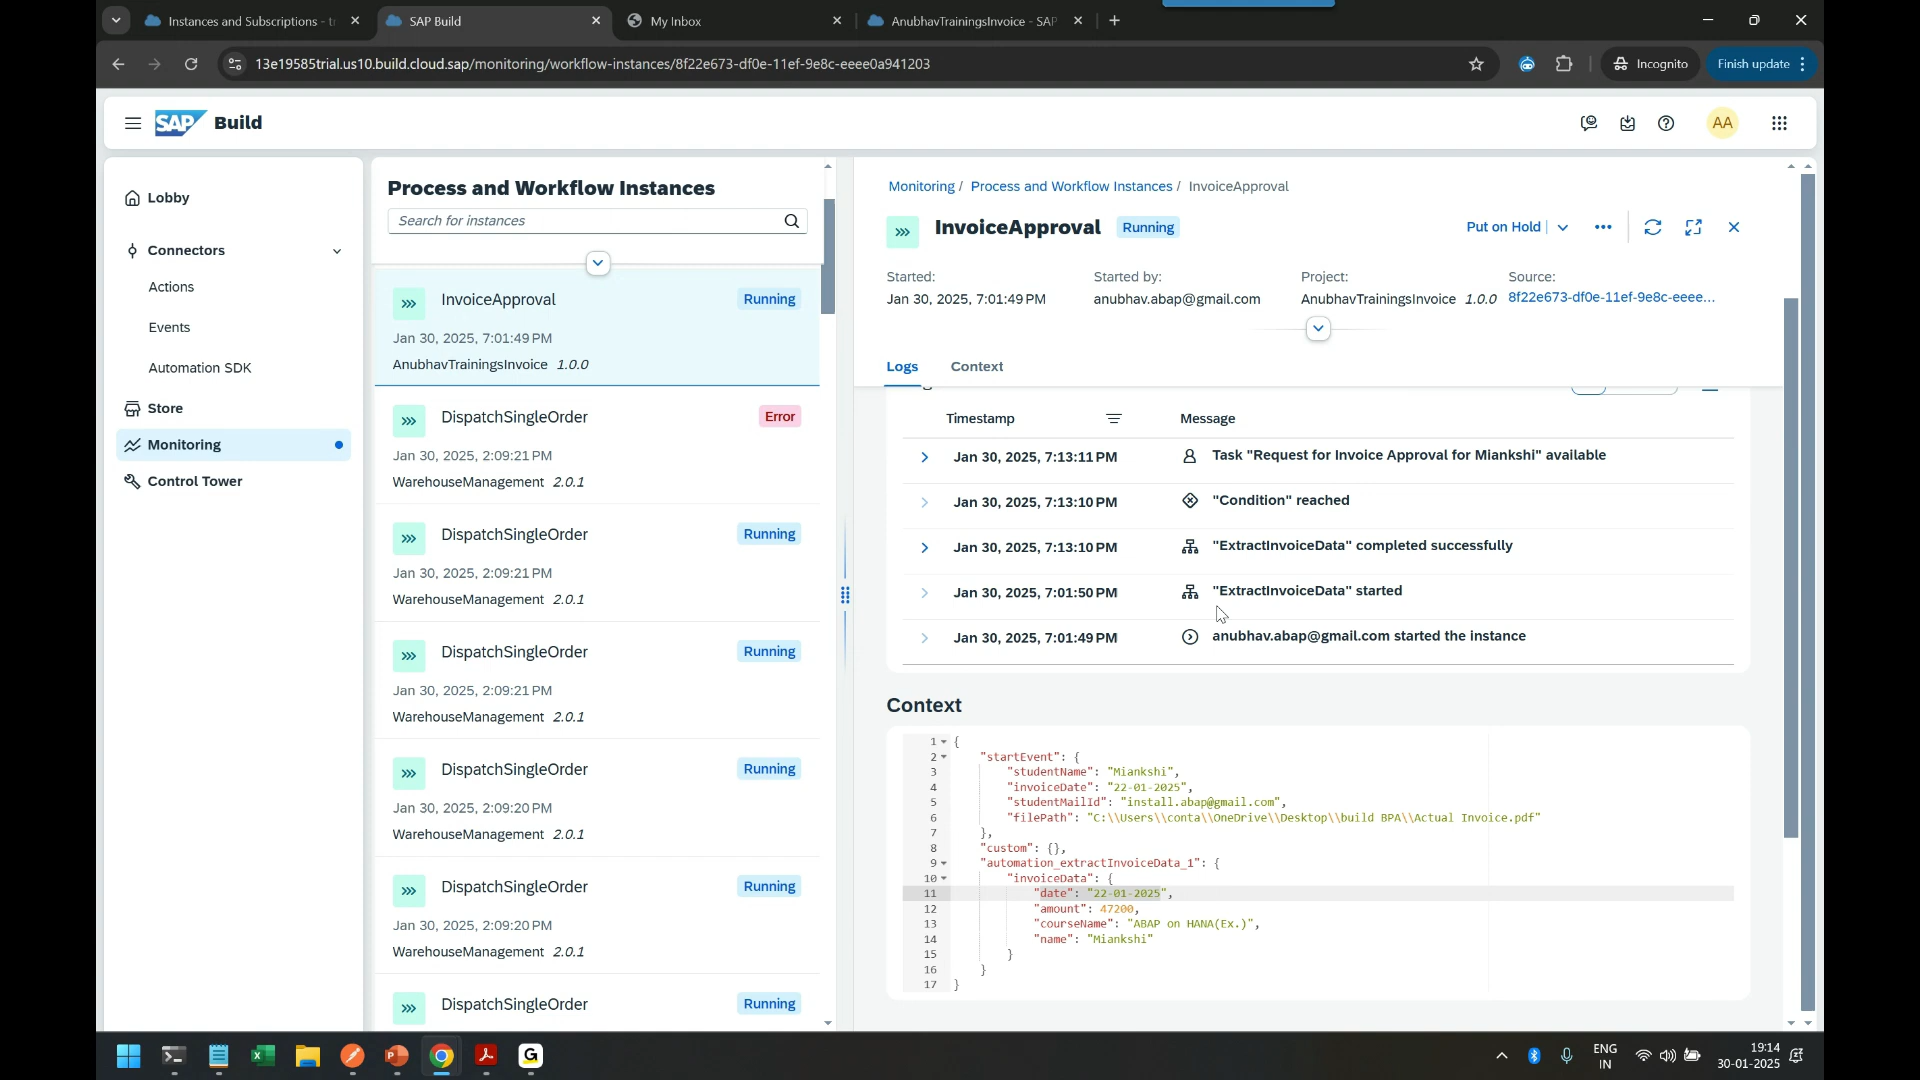 Instances and Subscriptions - tr
SAP Build
My Inbox
AnubhavTrainingsInvoice - SAP
13e19585trial.us10.build.cloud.sap/monitoring/workflow-instances/8f22e673-df0e-11ef-9e8c-eeee0a941203
Incognito
Finish update
SAP Build
AA
Lobby
Connectors
Actions
Events
Automation SDK
Store
Monitoring
Control Tower
Process and Workflow Instances
Search for instances
InvoiceApproval Running
Jan 30, 2025, 7:01:49 PM
AnubhavTrainingsInvoice 1.0.0
DispatchSingleOrder Error
Jan 30, 2025, 2:09:21 PM
WarehouseManagement 2.0.1
DispatchSingleOrder Running
Jan 30, 2025, 2:09:21 PM
WarehouseManagement 2.0.1
DispatchSingleOrder Running
Jan 30, 2025, 2:09:21 PM
WarehouseManagement 2.0.1
DispatchSingleOrder Running
Jan 30, 2025, 2:09:20 PM
WarehouseManagement 2.0.1
DispatchSingleOrder Running
Jan 30, 2025, 2:09:20 PM
WarehouseManagement 2.0.1
DispatchSingleOrder Running
Monitoring / Process and Workflow Instances / InvoiceApproval
InvoiceApproval Running
Put on Hold
Started: Started by: Project: Source:
Jan 30, 2025, 7:01:49 PM anubhav.abap@gmail.com AnubhavTrainingsInvoice 1.0.0 8f22e673-df0e-11ef-9e8c-eeee...
Logs Context
Timestamp Message
Jan 30, 2025, 7:13:11 PM Task "Request for Invoice Approval for Miankshi" available
Jan 30, 2025, 7:13:10 PM "Condition" reached
Jan 30, 2025, 7:13:10 PM "ExtractInvoiceData" completed successfully
Jan 30, 2025, 7:01:50 PM "ExtractInvoiceData" started
Jan 30, 2025, 7:01:49 PM anubhav.abap@gmail.com started the instance
Context
1 {
2 "startEvent": {
3 "studentName": "Miankshi",
4 "invoiceDate": "22-01-2025",
5 "studentMailId": "install.abap@gmail.com",
6 "filePath": "C:\\Users\\conta\\OneDrive\\Desktop\\build BPA\\Actual Invoice.pdf"
7 },
8 "custom": {},
9 "automation_extractInvoiceData_1": {
10 "invoiceData": {
11 "date": "22-01-2025",
12 "amount": 47200,
13 "courseName": "ABAP on HANA(Ex.)",
14 "name": "Miankshi"
15 }
16 }
17 }
ENG
IN
19:14
30-01-2025